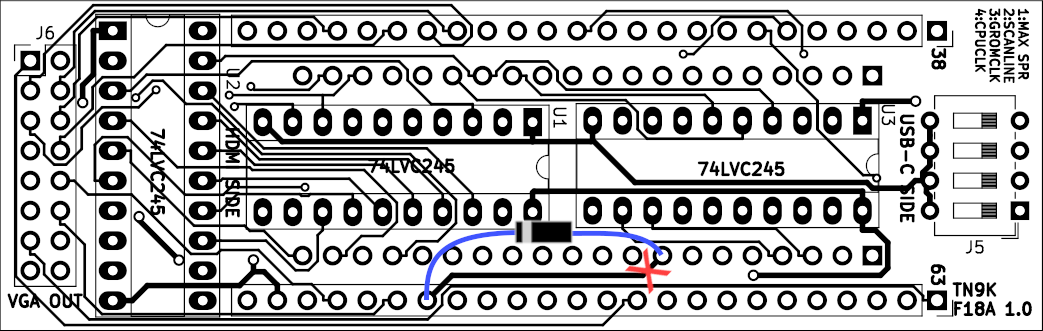 J6
U2
HDM SIDE
74LVC245
VGA OUT
74LVC245
U1
74LVC245
U3
USB-C SIDE
38
1:MAX SPR
2:SCANLINE
3:GROMCLK
4:CPUCLK
J5
63
TN9K
F18A 1.0